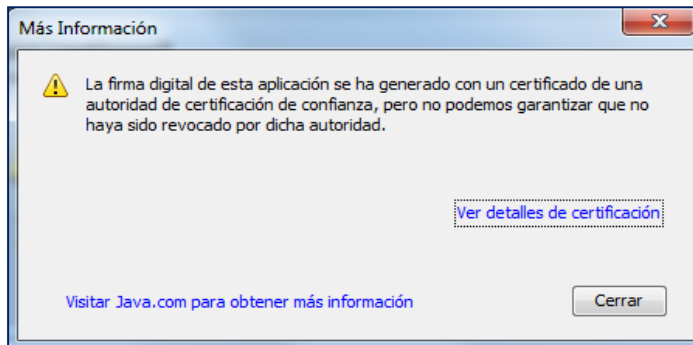 Más Información
La firma digital de esta aplicación se ha generado con un certificado de una
autoridad de certificación de confianza, pero no podemos garantizar que no
haya sido revocado por dicha autoridad.
Ver detalles de certificación
Visitar Java.com para obtener más información
Cerrar